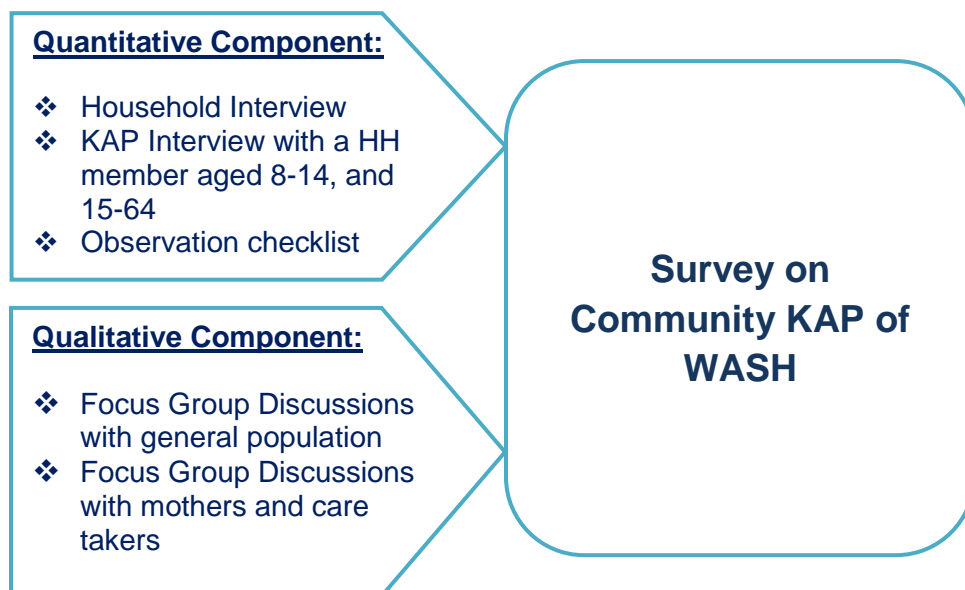 Quantitative Component:
❖ Household Interview
❖ KAP Interview with a HH
member aged 8-14, and
15-64
❖ Observation checklist
Qualitative Component:
❖ Focus Group Discussions
with general population
❖ Focus Group Discussions
with mothers and care
takers
Survey on
Community KAP of
WASH